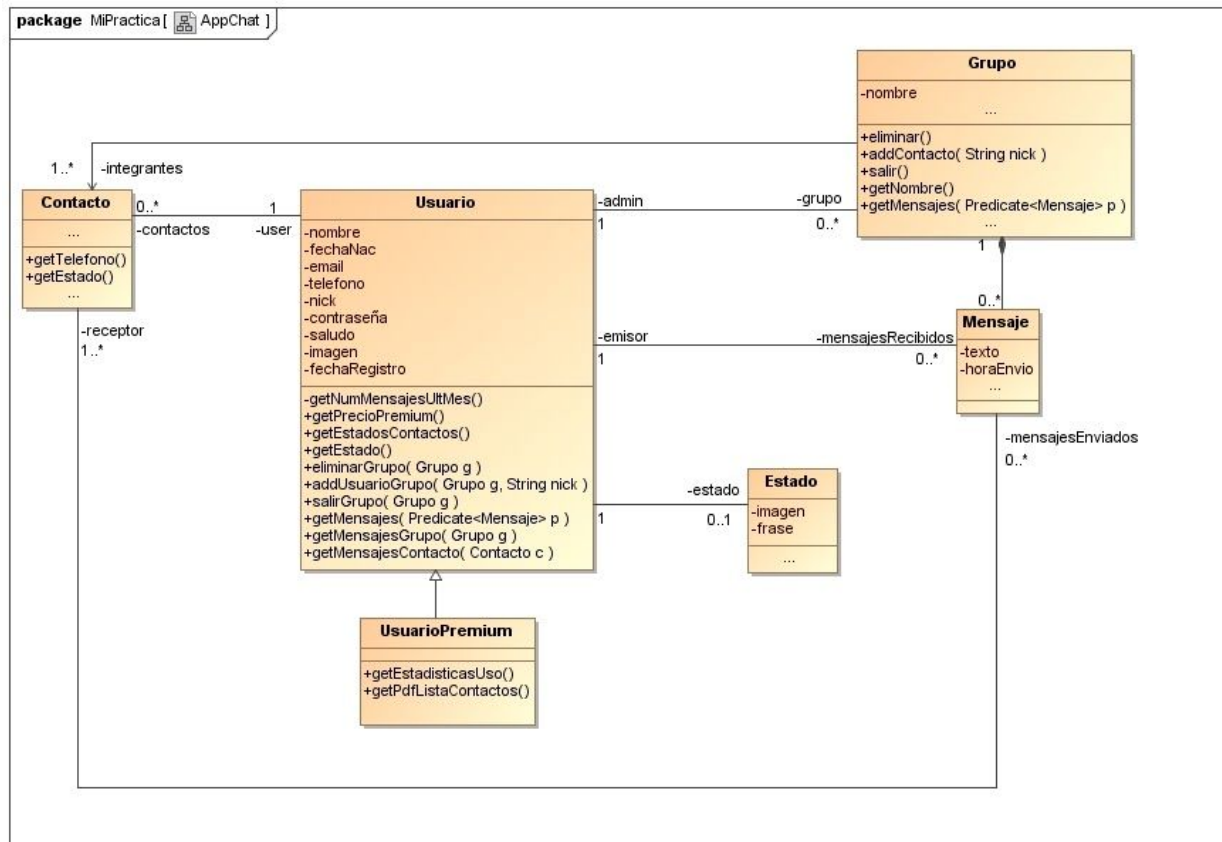 package MiPractica [ AppChat ]
Grupo
-nombre
...
+eliminar()
+addContacto( String nick )
+salir()
+getNombre()
+getMensajes( Predicate<Mensaje> p )
...
1..*
-integrantes
Contacto
...
+getTelefono()
+getEstado()
...
0..*
-contactos
1
-user
Usuario
-nombre
-fechaNac
-email
-telefono
-nick
-contraseña
-saludo
-imagen
-fechaRegistro
-getNumMensajesUltMes()
+getPrecioPremium()
+getEstadosContactos()
+getEstado()
+eliminarGrupo( Grupo g )
+addUsuarioGrupo( Grupo g, String nick )
+salirGrupo( Grupo g )
+getMensajes( Predicate<Mensaje> p )
+getMensajesGrupo( Grupo g )
+getMensajesContacto( Contacto c )
-admin
1
-grupo
0..*
1
0..*
Mensaje
-texto
-horaEnvio
...
-receptor
1..*
-emisor
1
-mensajesRecibidos
0..*
-mensajesEnviados
0..*
-estado
1
0..1
Estado
-imagen
-frase
...
UsuarioPremium
+getEstadisticasUso()
+getPdfListaContactos()